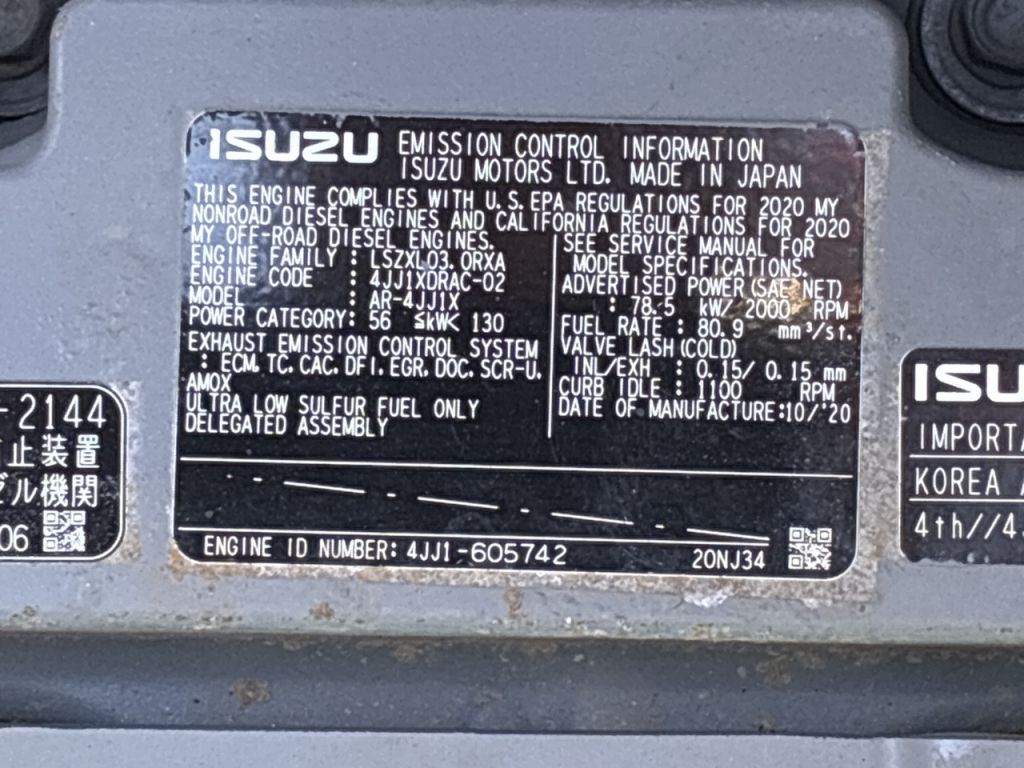 ISUZU EMISSION CONTROL INFORMATION
ISUZU MOTORS LTD. MADE IN JAPAN
THIS ENGINE COMPLIES WITH U.S. EPA REGULATIONS FOR 2020 MY
NONROAD DIESEL ENGINES AND CALIFORNIA REGULATIONS FOR 2020
MY OFF-ROAD DIESEL ENGINES.
ENGINE FAMILY : LSZXL03.0RXA
ENGINE CODE : 4JJ1XDRAC-02
MODEL : AR-4JJ1X
POWER CATEGORY: 56 ≦kW< 130
EXHAUST EMISSION CONTROL SYSTEM
: ECM. TC. CAC. DFI. EGR. DOC. SCR-U.
AMOX
ULTRA LOW SULFUR FUEL ONLY
DELEGATED ASSEMBLY
SEE SERVICE MANUAL FOR
MODEL SPECIFICATIONS.
ADVERTISED POWER(SAE NET)
: 78.5 kW/ 2000 RPM
FUEL RATE : 80.9 mm³/st.
VALVE LASH(COLD)
INL/EXH : 0.15/ 0.15 mm
CURB IDLE : 1100 RPM
DATE OF MANUFACTURE:10/'20
ENGINE ID NUMBER: 4JJ1-605742 20NJ34
-2144
止装置
ゼル機関
06
ISU
IMPORTA
KOREA
4th//4